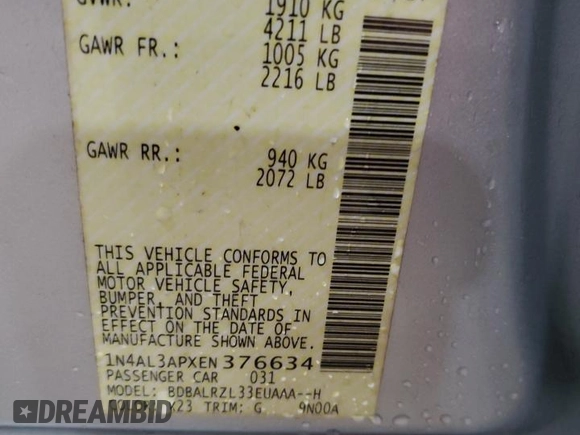 GVWR: 1910 KG
4211 LB
GAWR FR.: 1005 KG
2216 LB
GAWR RR.: 940 KG
2072 LB
THIS VEHICLE CONFORMS TO
ALL APPLICABLE FEDERAL
MOTOR VEHICLE SAFETY,
BUMPER, AND THEFT
PREVENTION STANDARDS
IN EFFECT ON THE DATE OF
MANUFACTURE SHOWN ABOVE.
1N4AL3APXEN376634
PASSENGER CAR 031
MODEL: BDBALRZL33EUAAA--H
K23 TRIM: G 9N00A
DREAMBID